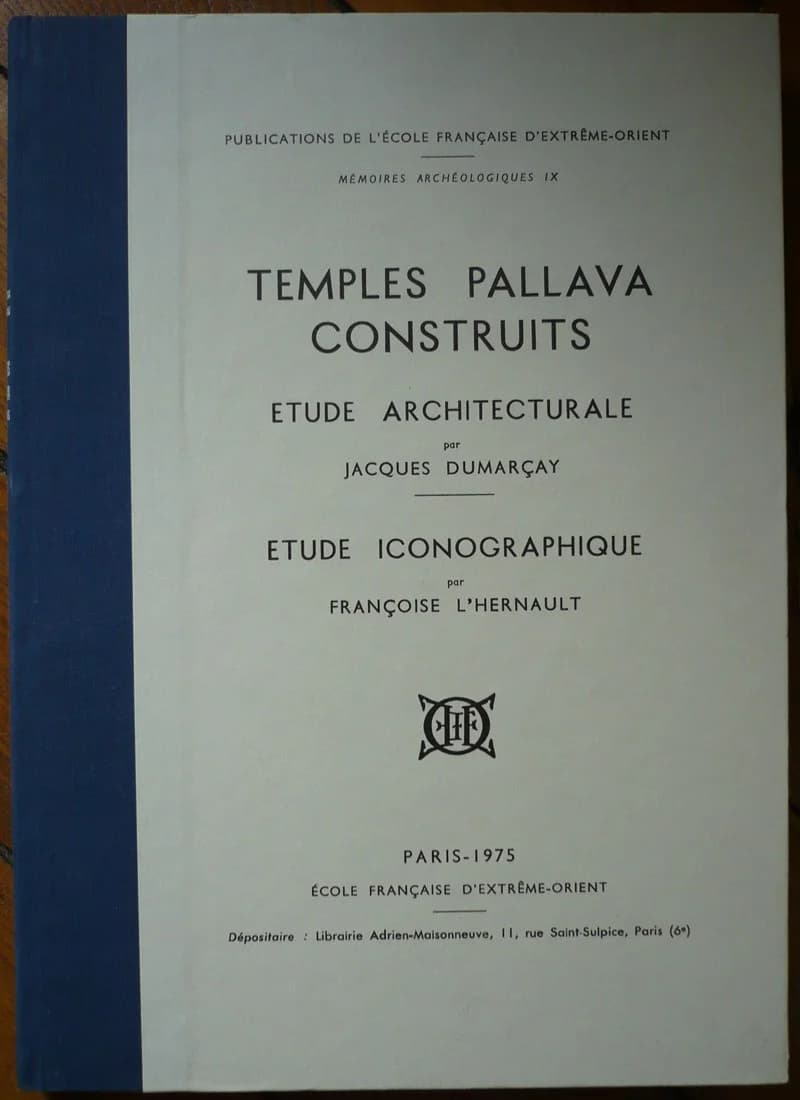 PUBLICATIONS DE L'ÉCOLE FRANÇAISE D'EXTRÊME-ORIENT
MÉMOIRES ARCHÉOLOGIQUES IX
TEMPLES PALLAVA
CONSTRUITS
ETUDE ARCHITECTURALE
par
JACQUES DUMARÇAY
ETUDE ICONOGRAPHIQUE
par
FRANÇOISE L'HERNAULT
PARIS-1975
ÉCOLE FRANÇAISE D'EXTRÊME-ORIENT
Dépositaire : Librairie Adrien-Maisonneuve, 11, rue Saint-Sulpice, Paris (6e)